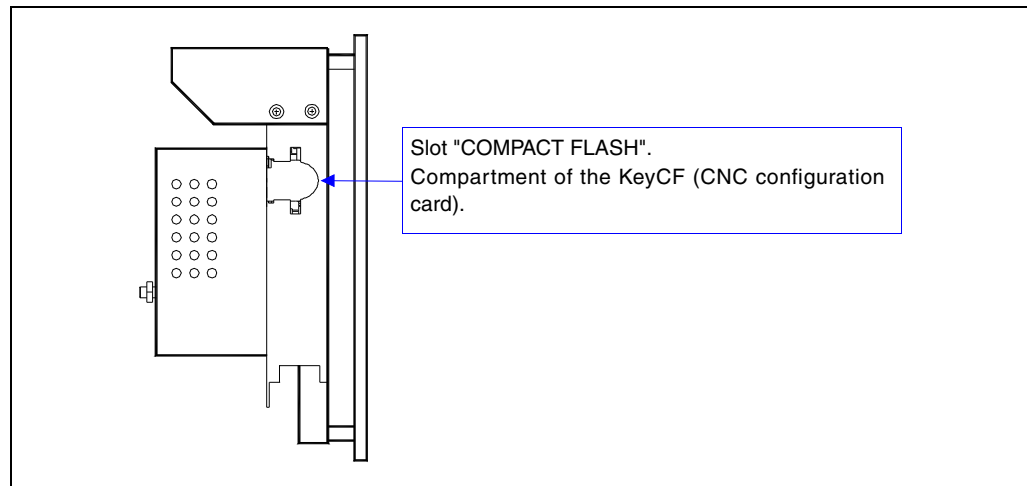 Slot "COMPACT FLASH".
Compartment of the KeyCF (CNC configuration
card).